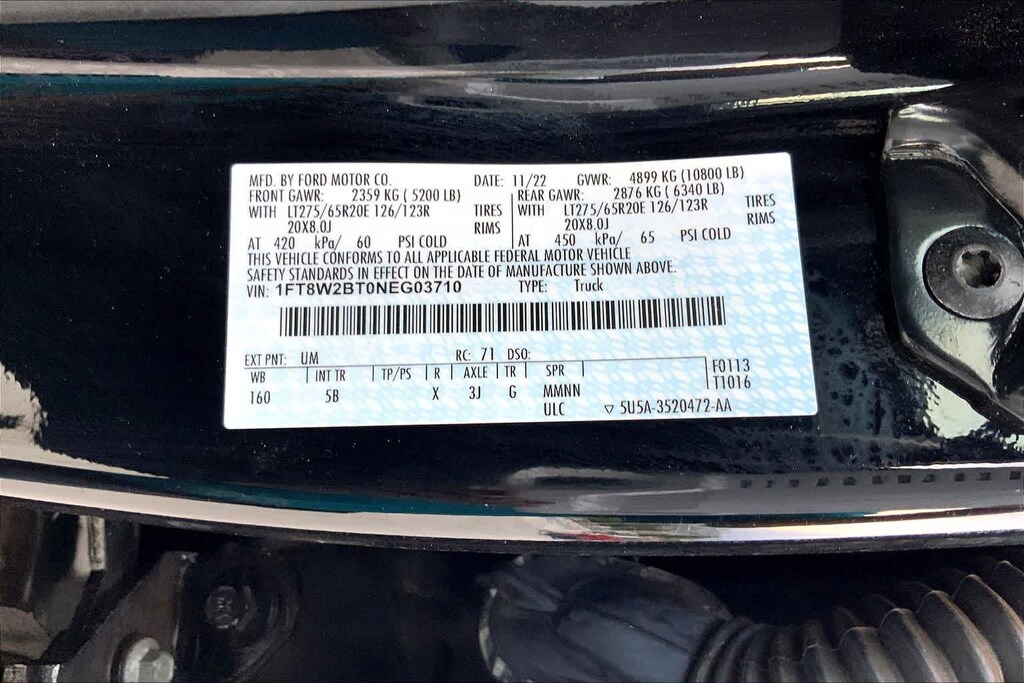 MFD. BY FORD MOTOR CO. DATE: 11/22 GVWR: 4899 KG (10800 LB)
FRONT GAWR: 2359 KG ( 5200 LB) REAR GAWR: 2876 KG ( 6340 LB)
WITH LT275/65R20E 126/123R TIRES WITH LT275/65R20E 126/123R TIRES
20X8.0J RIMS 20X8.0J RIMS
AT 420 kPa/ 60 PSI COLD AT 450 kPa/ 65 PSI COLD
THIS VEHICLE CONFORMS TO ALL APPLICABLE FEDERAL MOTOR VEHICLE
SAFETY STANDARDS IN EFFECT ON THE DATE OF MANUFACTURE SHOWN ABOVE.
VIN: 1FT8W2BT0NEG03710 TYPE: Truck
EXT PNT: UM RC: 71 DSO:
WB INT TR TP/PS R AXLE TR SPR F0113
160 5B X 3J G MMNN T1016
ULC ▽ 5U5A-3520472-AA